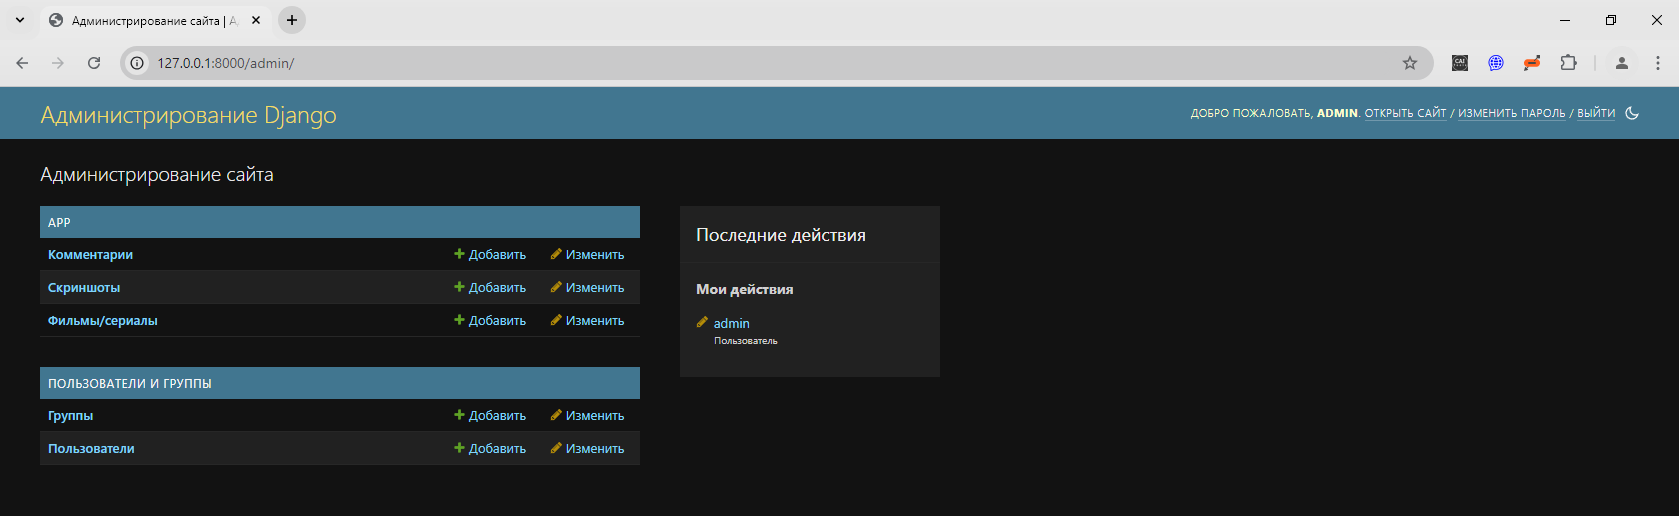 Администрирование сайта | А
127.0.0.1:8000/admin/
Администрирование Django
ДОБРО ПОЖАЛОВАТЬ, ADMIN. ОТКРЫТЬ САЙТ / ИЗМЕНИТЬ ПАРОЛЬ / ВЫЙТИ
Администрирование сайта
APP
Комментарии Добавить Изменить
Скриншоты Добавить Изменить
Фильмы/сериалы Добавить Изменить
ПОЛЬЗОВАТЕЛИ И ГРУППЫ
Группы Добавить Изменить
Пользователи Добавить Изменить
Последние действия
Мои действия
admin
Пользователь